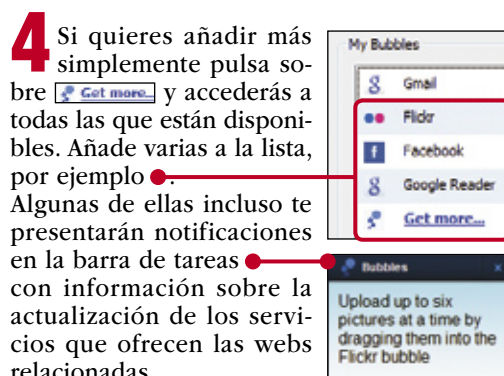 4 Si quieres añadir más
simplemente pulsa so-
bre Get more... y accederás a
todas las que están disponi-
bles. Añade varias a la lista,
por ejemplo .
Algunas de ellas incluso te
presentarán notificaciones
en la barra de tareas
con información sobre la
actualización de los servi-
cios que ofrecen las webs
relacionadas.
My Bubbles
Gmail
Flickr
Facebook
Google Reader
Get more...
Bubbles x
Upload up to six
pictures at a time by
dragging them into the
Flickr bubble